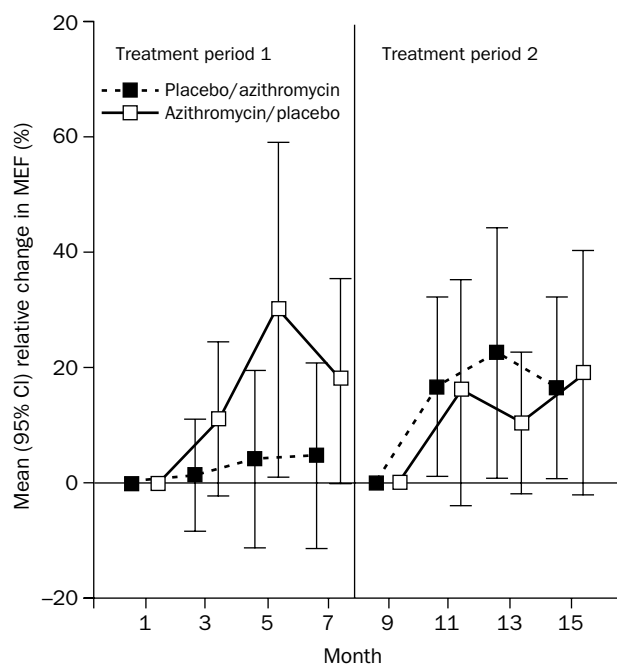 20
Treatment period 1
Treatment period 2
Placebo/azithromycin
Azithromycin/placebo
60
40
20
0
–20
Mean (95% CI) relative change in MEF (%)
1 3 5 7 9 11 13 15
Month